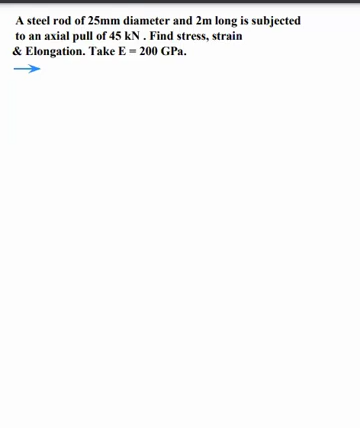 A steel rod of 25mm diameter and 2m long is subjected
to an axial pull of 45 kN . Find stress, strain
& Elongation. Take E = 200 GPa.